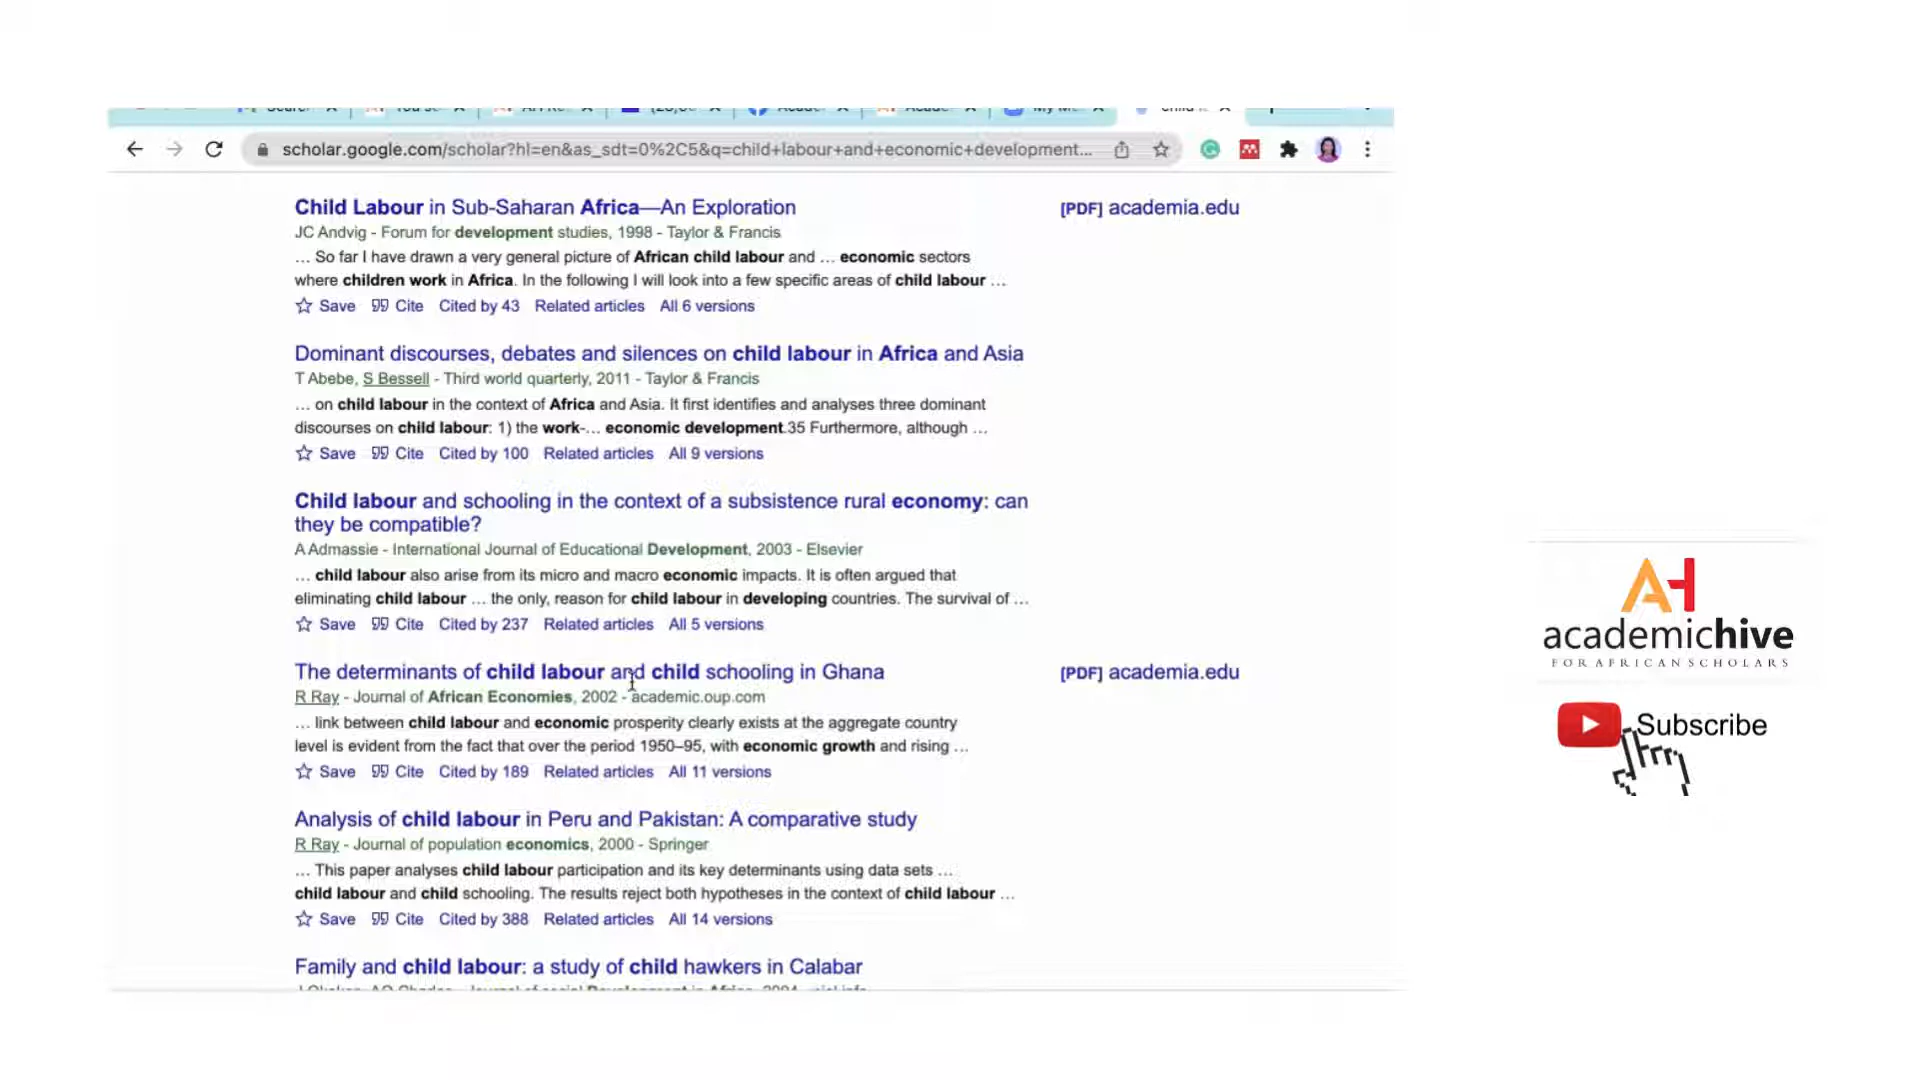 scholar.google.com/scholar?hl=en&as_sdt=0%2C5&q=child+labour+and+economic+development...
Child Labour in Sub-Saharan Africa—An Exploration
[PDF] academia.edu
JC Andvig - Forum for development studies, 1998 - Taylor & Francis
... So far I have drawn a very general picture of African child labour and ... economic sectors
where children work in Africa. In the following I will look into a few specific areas of child labour ...
Save Cite Cited by 43 Related articles All 6 versions
Dominant discourses, debates and silences on child labour in Africa and Asia
T Abebe, S Bessell - Third world quarterly, 2011 - Taylor & Francis
... on child labour in the context of Africa and Asia. It first identifies and analyses three dominant
discourses on child labour: 1) the work-... economic development.35 Furthermore, although ...
Save Cite Cited by 100 Related articles All 9 versions
Child labour and schooling in the context of a subsistence rural economy: can
they be compatible?
A Admassie - International Journal of Educational Development, 2003 - Elsevier
... child labour also arise from its micro and macro economic impacts. It is often argued that
eliminating child labour ... the only, reason for child labour in developing countries. The survival of ...
Save Cite Cited by 237 Related articles All 5 versions
The determinants of child labour and child schooling in Ghana
[PDF] academia.edu
R Ray - Journal of African Economies, 2002 - academic.oup.com
... link between child labour and economic prosperity clearly exists at the aggregate country
level is evident from the fact that over the period 1950–95, with economic growth and rising ...
Save Cite Cited by 189 Related articles All 11 versions
Analysis of child labour in Peru and Pakistan: A comparative study
R Ray - Journal of population economics, 2000 - Springer
... This paper analyses child labour participation and its key determinants using data sets ...
child labour and child schooling. The results reject both hypotheses in the context of child labour ...
Save Cite Cited by 388 Related articles All 14 versions
Family and child labour: a study of child hawkers in Calabar
AH
academichive
FOR AFRICAN SCHOLARS
Subscribe